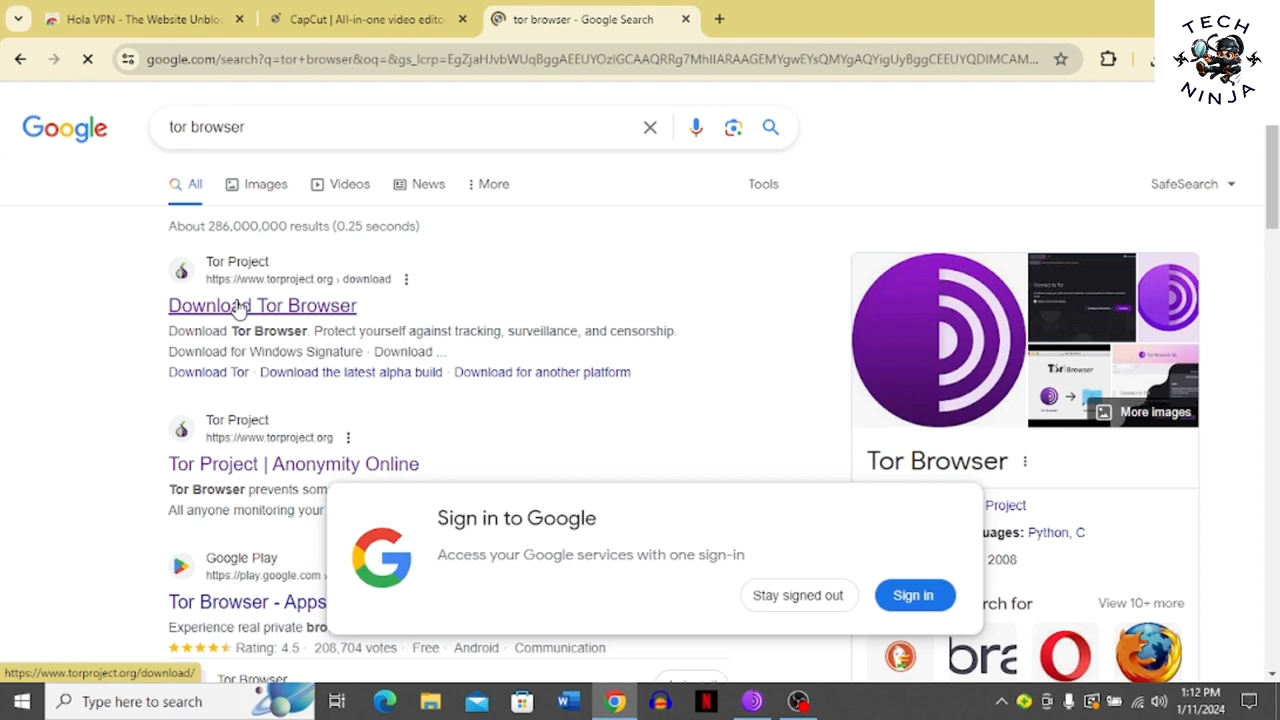 Hola VPN - The Website Unblo
CapCut | All-in-one video edito
tor browser - Google Search
google.com/search?q=tor+browser&oq=&gs_lcrp=EgZjaHJvbWUqBggAEEUYOzIGCAAQRRg7MhIIARAAGEMYgwEYsQMYgAQYigUyBggCEEUYQDIMCAM...
TECH
NINJA
Google
tor browser
All
Images
Videos
News
More
Tools
SafeSearch
About 286,000,000 results (0.25 seconds)
Tor Project
https://www.torproject.org › download
Download Tor Browser
Download Tor Browser. Protect yourself against tracking, surveillance, and censorship.
Download for Windows Signature · Download ...
Download Tor · Download the latest alpha build · Download for another platform
Tor Project
https://www.torproject.org
Tor Project | Anonymity Online
Tor Browser prevents som
All anyone monitoring your
Google Play
https://play.google.com ›
Tor Browser - Apps
Experience real private bro
Rating: 4.5 · 208,704 votes · Free · Android · Communication
Tor Browser
More images
Tor Browser
Project
uages: Python, C
2008
rch for
View 10+ more
bra
Sign in to Google
Access your Google services with one sign-in
Stay signed out
Sign in
https://www.torproject.org/download/
Type here to search
1:12 PM
1/11/2024